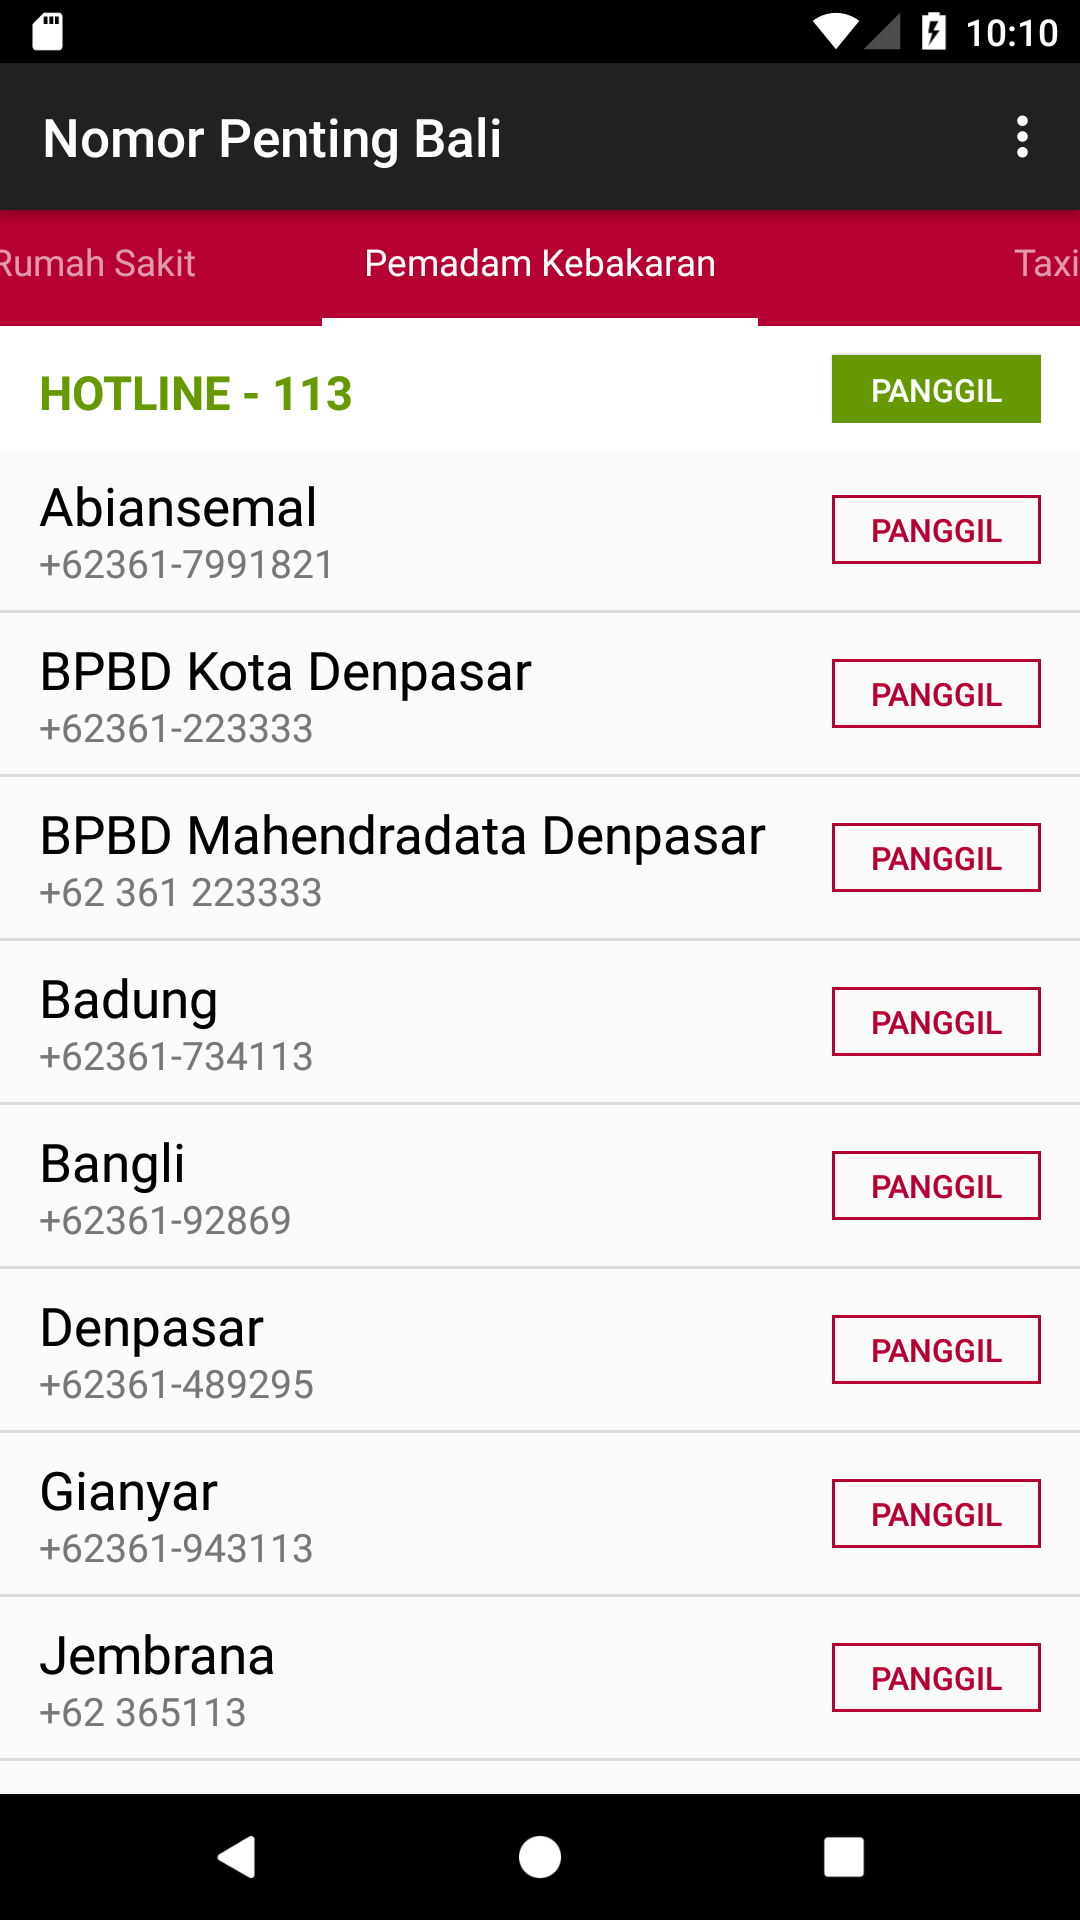 10:10
Nomor Penting Bali
Rumah Sakit Pemadam Kebakaran Taxi
HOTLINE - 113 PANGGIL
Abiansemal
+62361-7991821
PANGGIL
BPBD Kota Denpasar
+62361-223333
PANGGIL
BPBD Mahendradata Denpasar
+62 361 223333
PANGGIL
Badung
+62361-734113
PANGGIL
Bangli
+62361-92869
PANGGIL
Denpasar
+62361-489295
PANGGIL
Gianyar
+62361-943113
PANGGIL
Jembrana
+62 365113
PANGGIL